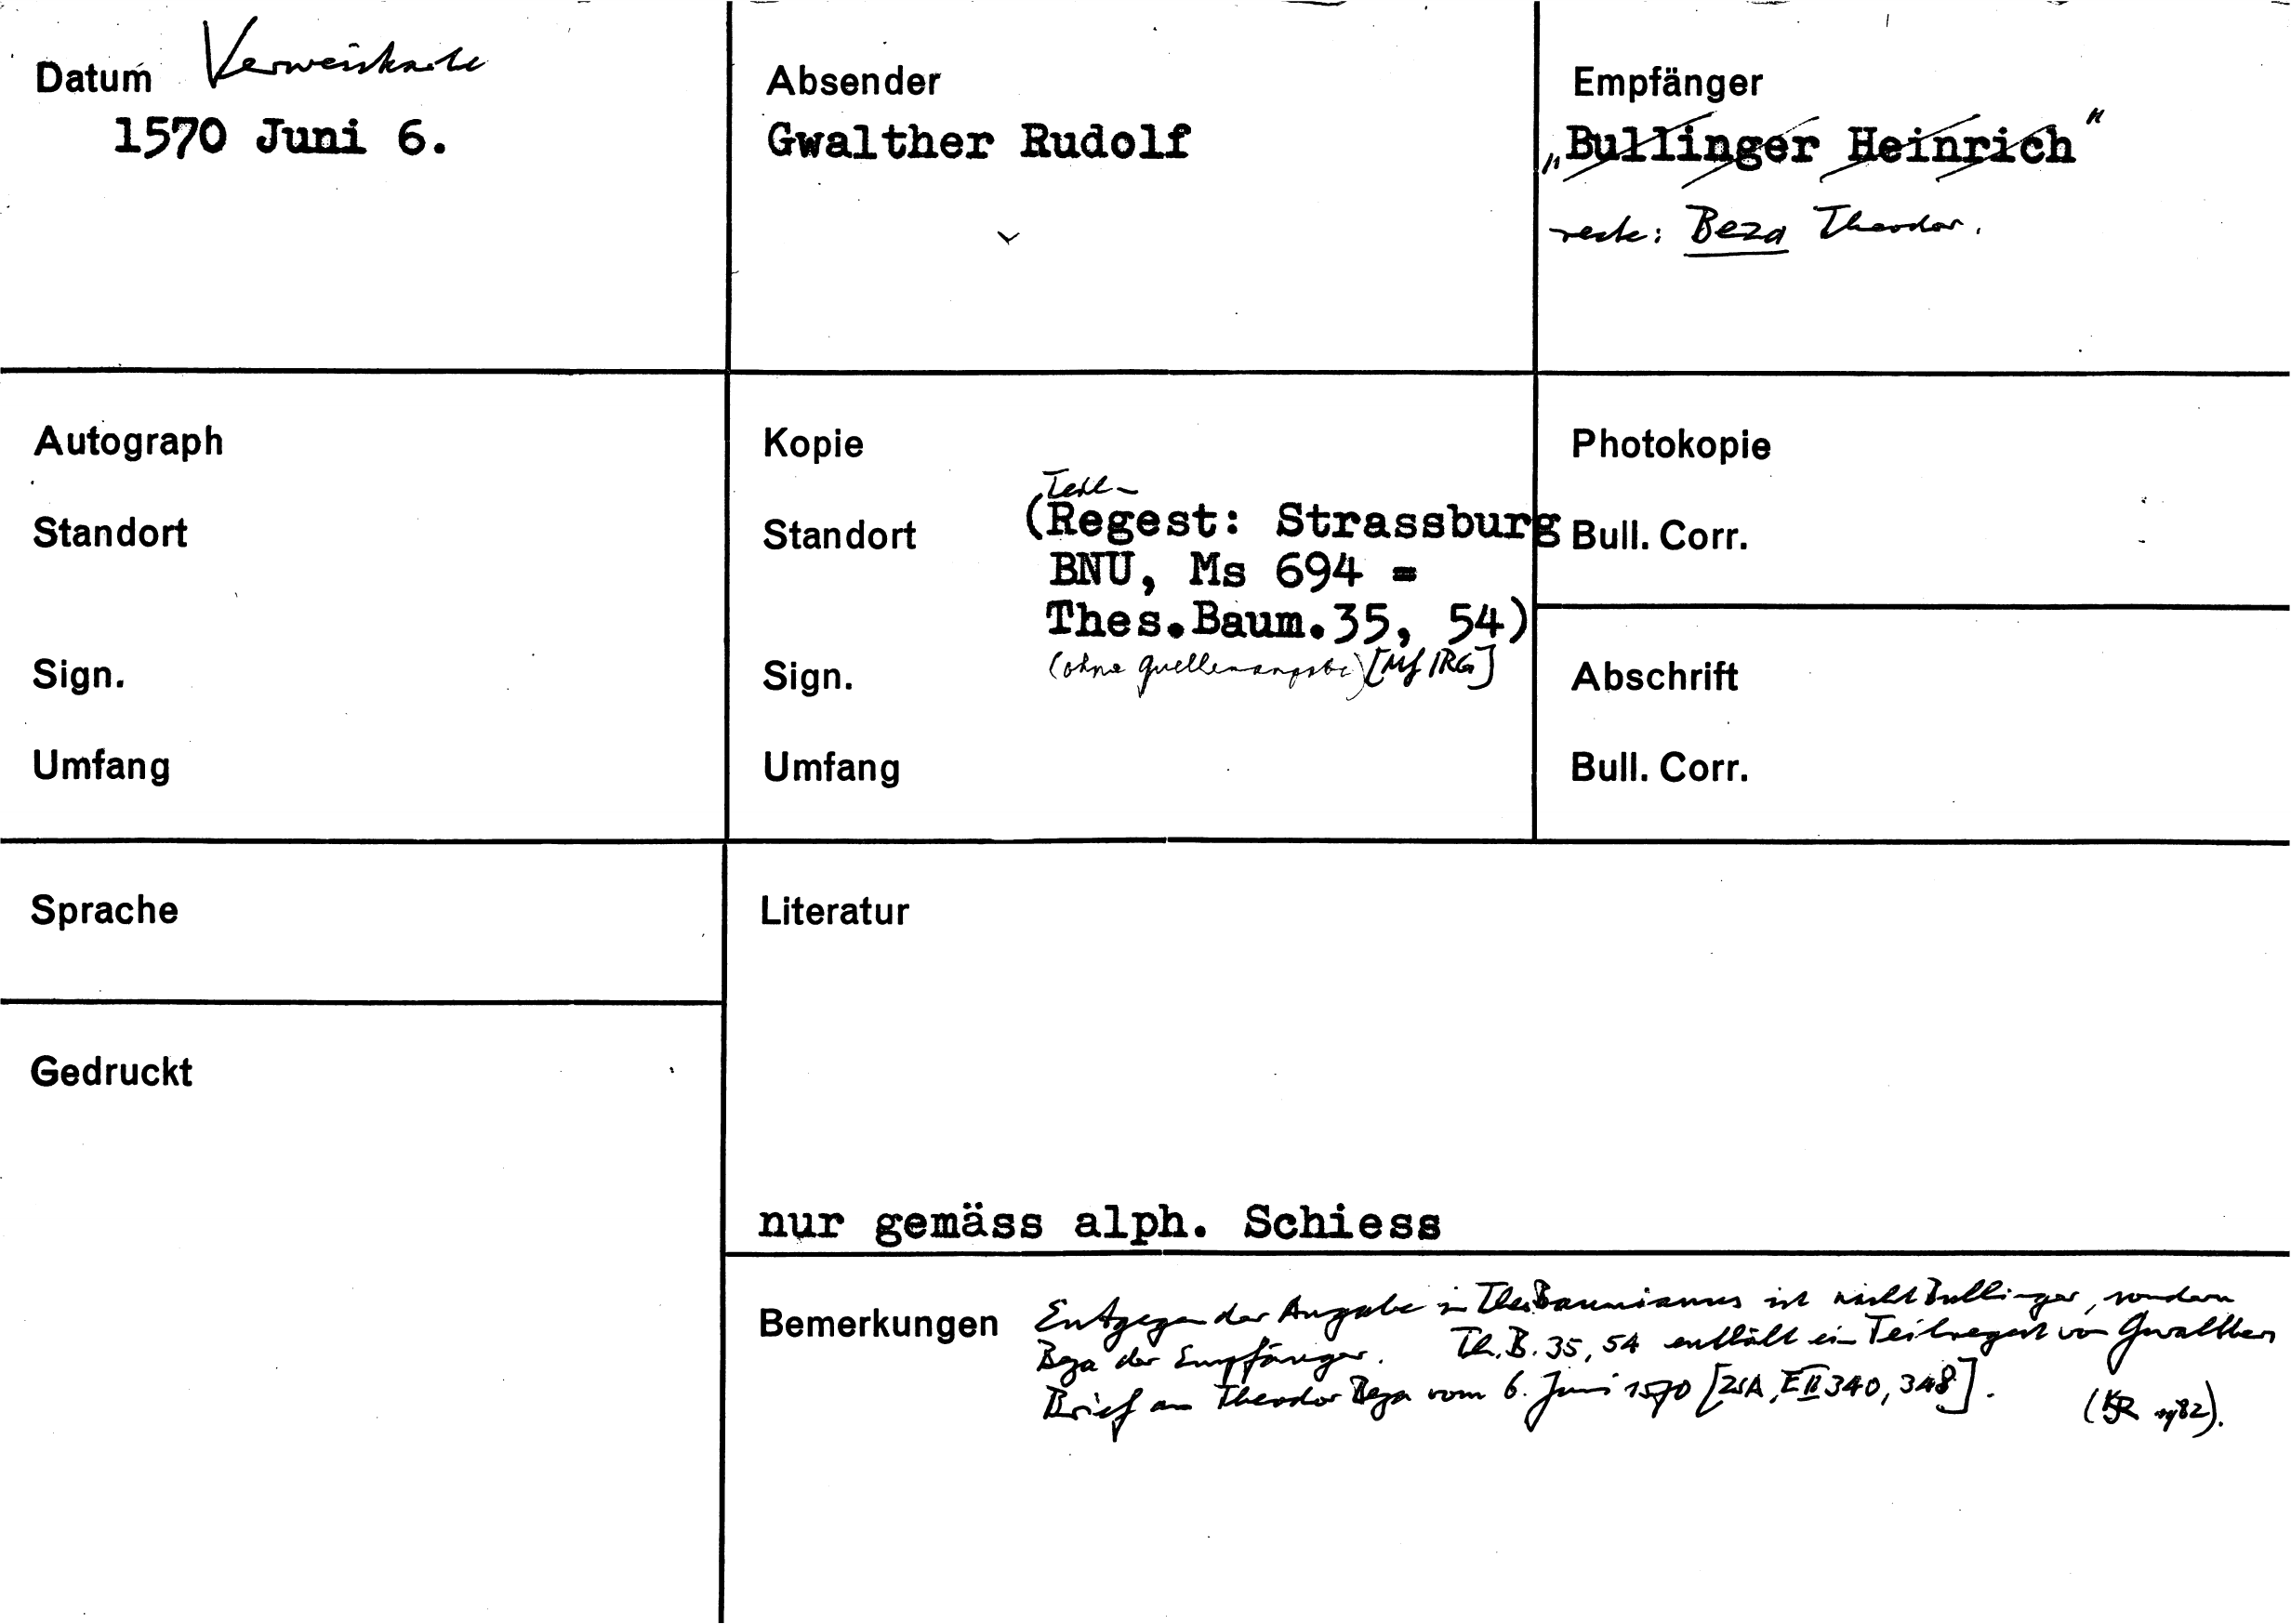 Datum Verweiskarte
1570 Juni 6.
Absender
Gwalther Rudolf
Empfänger
„Bullinger Heinrich"
recte: Beza Theodor.
Autograph
Standort
Sign.
Umfang
Kopie
Teil-
Standort (Regest: Strassburg
BNU, Ms 694 =
Thes.Baum.35, 54)
Sign. (ohne Quellenangabe) [Mf IRG]
Umfang
Photokopie
Bull. Corr.
Abschrift
Bull. Corr.
Sprache
Gedruckt
Literatur
nur gemäss alph. Schiess
Bemerkungen Entgegen der Angabe in Thes. Baumianus ist nicht Bullinger, sondern
Beza der Empfänger. Th. B. 35, 54 enthält ein Teilregest von Gwalthers
Brief an Theodor Beza vom 6. Juni 1570 [ZSA, E II 340, 348].